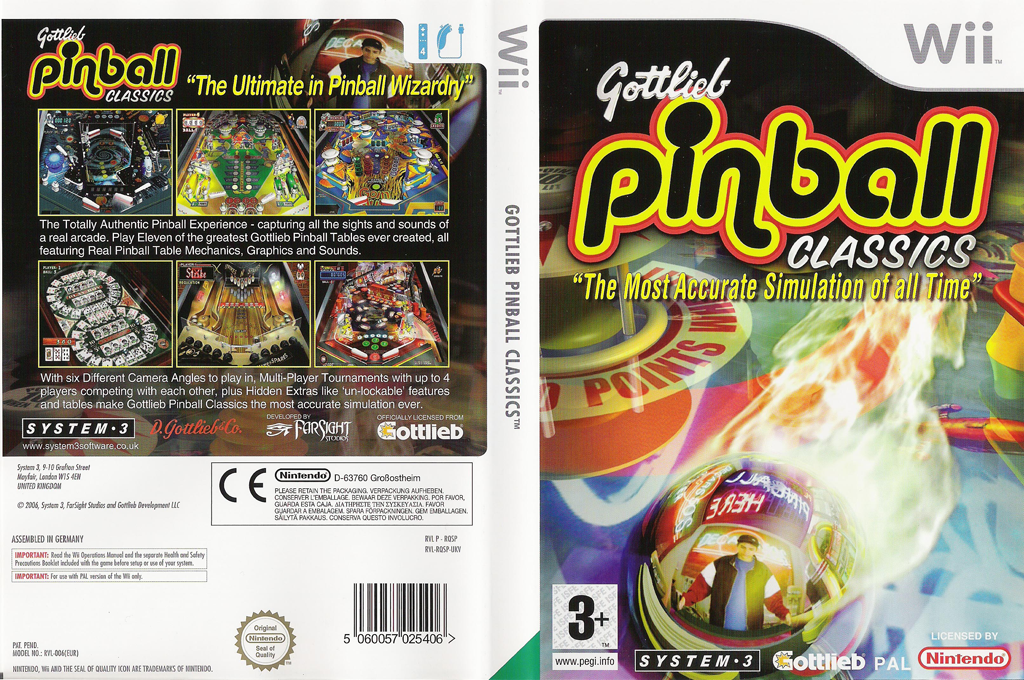 Gottlieb
pinball
CLASSICS
"The Ultimate in Pinball Wizardry"
4
The Totally Authentic Pinball Experience - capturing all the sights and sounds of
a real arcade. Play Eleven of the greatest Gottlieb Pinball Tables ever created, all
featuring Real Pinball Table Mechanics, Graphics and Sounds.
Strike
With six Different Camera Angles to play in, Multi-Player Tournaments with up to 4
players competing with each other, plus Hidden Extras like 'un-lockable' features
and tables make Gottlieb Pinball Classics the most accurate simulation ever.
SYSTEM·3
www.system3software.co.uk
D. Gottlieb & Co.
DEVELOPED BY
FARSIGHT
STUDIOS
OFFICIALLY LICENSED FROM
Gottlieb
System 3, 9-10 Grafton Street
Mayfair, London W1S 4EN
UNITED KINGDOM
© 2006, System 3, FarSight Studios and Gottlieb Development LLC
CE
Nintendo
D-63760 Großostheim
PLEASE RETAIN THE PACKAGING. VERPACKUNG AUFHEBEN.
CONSERVER L'EMBALLAGE. BEWAAR DEZE VERPAKKING. POR FAVOR,
GUARDA ESTA CAJA. ΔΙΑΤΗΡΕΙΤΕ ΤΗΝ ΣΥΣΚΕΥΑΣΙΑ. FAVOR
GUARDAR A EMBALAGEM. SPARA FÖRPACKNINGEN. GEM EMBALLAGEN.
SÄILYTÄ PAKKAUS. CONSERVA QUESTO INVOLUCRO.
ASSEMBLED IN GERMANY
RVL P - RQSP
RVL-RQSP-UKV
IMPORTANT: Read the Wii Operations Manual and the separate Health and Safety
Precautions Booklet included with the game before setup or use of your system.
IMPORTANT: For use with PAL version of the Wii only.
PAT. PEND.
MODEL NO.: RVL-006(EUR)
NINTENDO, Wii AND THE SEAL OF QUALITY ICON ARE TRADEMARKS OF NINTENDO.
Original
Nintendo
Seal of
Quality
TM
5 060057 025406 >
Wii
TM
GOTTLIEB PINBALL CLASSICS™
Wii
TM
Gottlieb
pinball
CLASSICS
"The Most Accurate Simulation of all Time"
POINTS WHEN
HERE
3+
TM
www.pegi.info
SYSTEM·3
Gottlieb
PAL
LICENSED BY
Nintendo